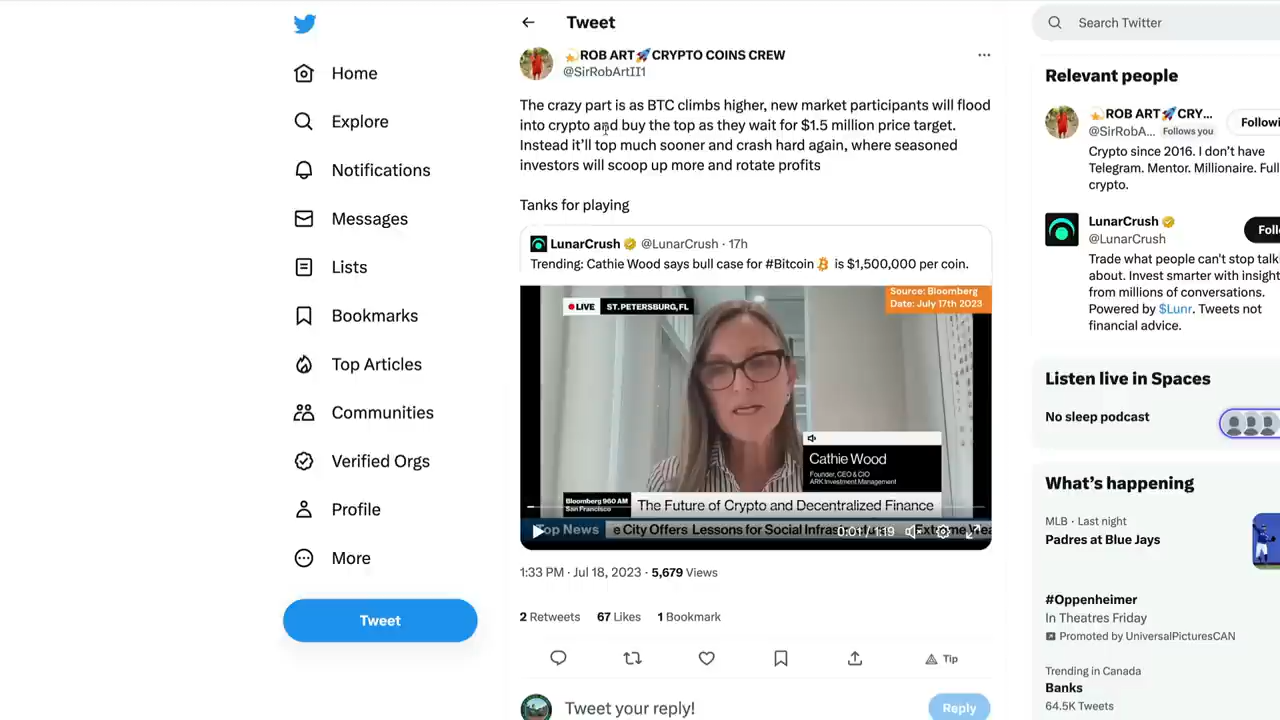 Tweet
Search Twitter
ROB ART🚀CRYPTO COINS CREW
@SirRobArtII1
The crazy part is as BTC climbs higher, new market participants will flood
into crypto and buy the top as they wait for $1.5 million price target.
Instead it'll top much sooner and crash hard again, where seasoned
investors will scoop up more and rotate profits
Tanks for playing
LunarCrush @LunarCrush · 17h
Trending: Cathie Wood says bull case for #Bitcoin is $1,500,000 per coin.
LIVE ST. PETERSBURG, FL
Source: Bloomberg
Date: July 17th 2023
Cathie Wood
Founder, CEO & CIO
ARK Investment Management
Bloomberg 960 AM
San Francisco
The Future of Crypto and Decentralized Finance
Top News
e City Offers Lessons for Social Infras
0:01 / 1:19
1:33 PM · Jul 18, 2023 · 5,679 Views
2 Retweets 67 Likes 1 Bookmark
Tip
Tweet your reply!
Reply
Home
Explore
Notifications
Messages
Lists
Bookmarks
Top Articles
Communities
Verified Orgs
Profile
More
Tweet
Relevant people
ROB ART🚀CRY...
@SirRobA... Follows you
Followi
Crypto since 2016. I don't have
Telegram. Mentor. Millionaire. Full
crypto.
LunarCrush
@LunarCrush
Foll
Trade what people can't stop talk
about. Invest smarter with insight
from millions of conversations.
Powered by $Lunr. Tweets not
financial advice.
Listen live in Spaces
No sleep podcast
What's happening
MLB · Last night
Padres at Blue Jays
#Oppenheimer
In Theatres Friday
Promoted by UniversalPicturesCAN
Trending in Canada
Banks
64.5K Tweets